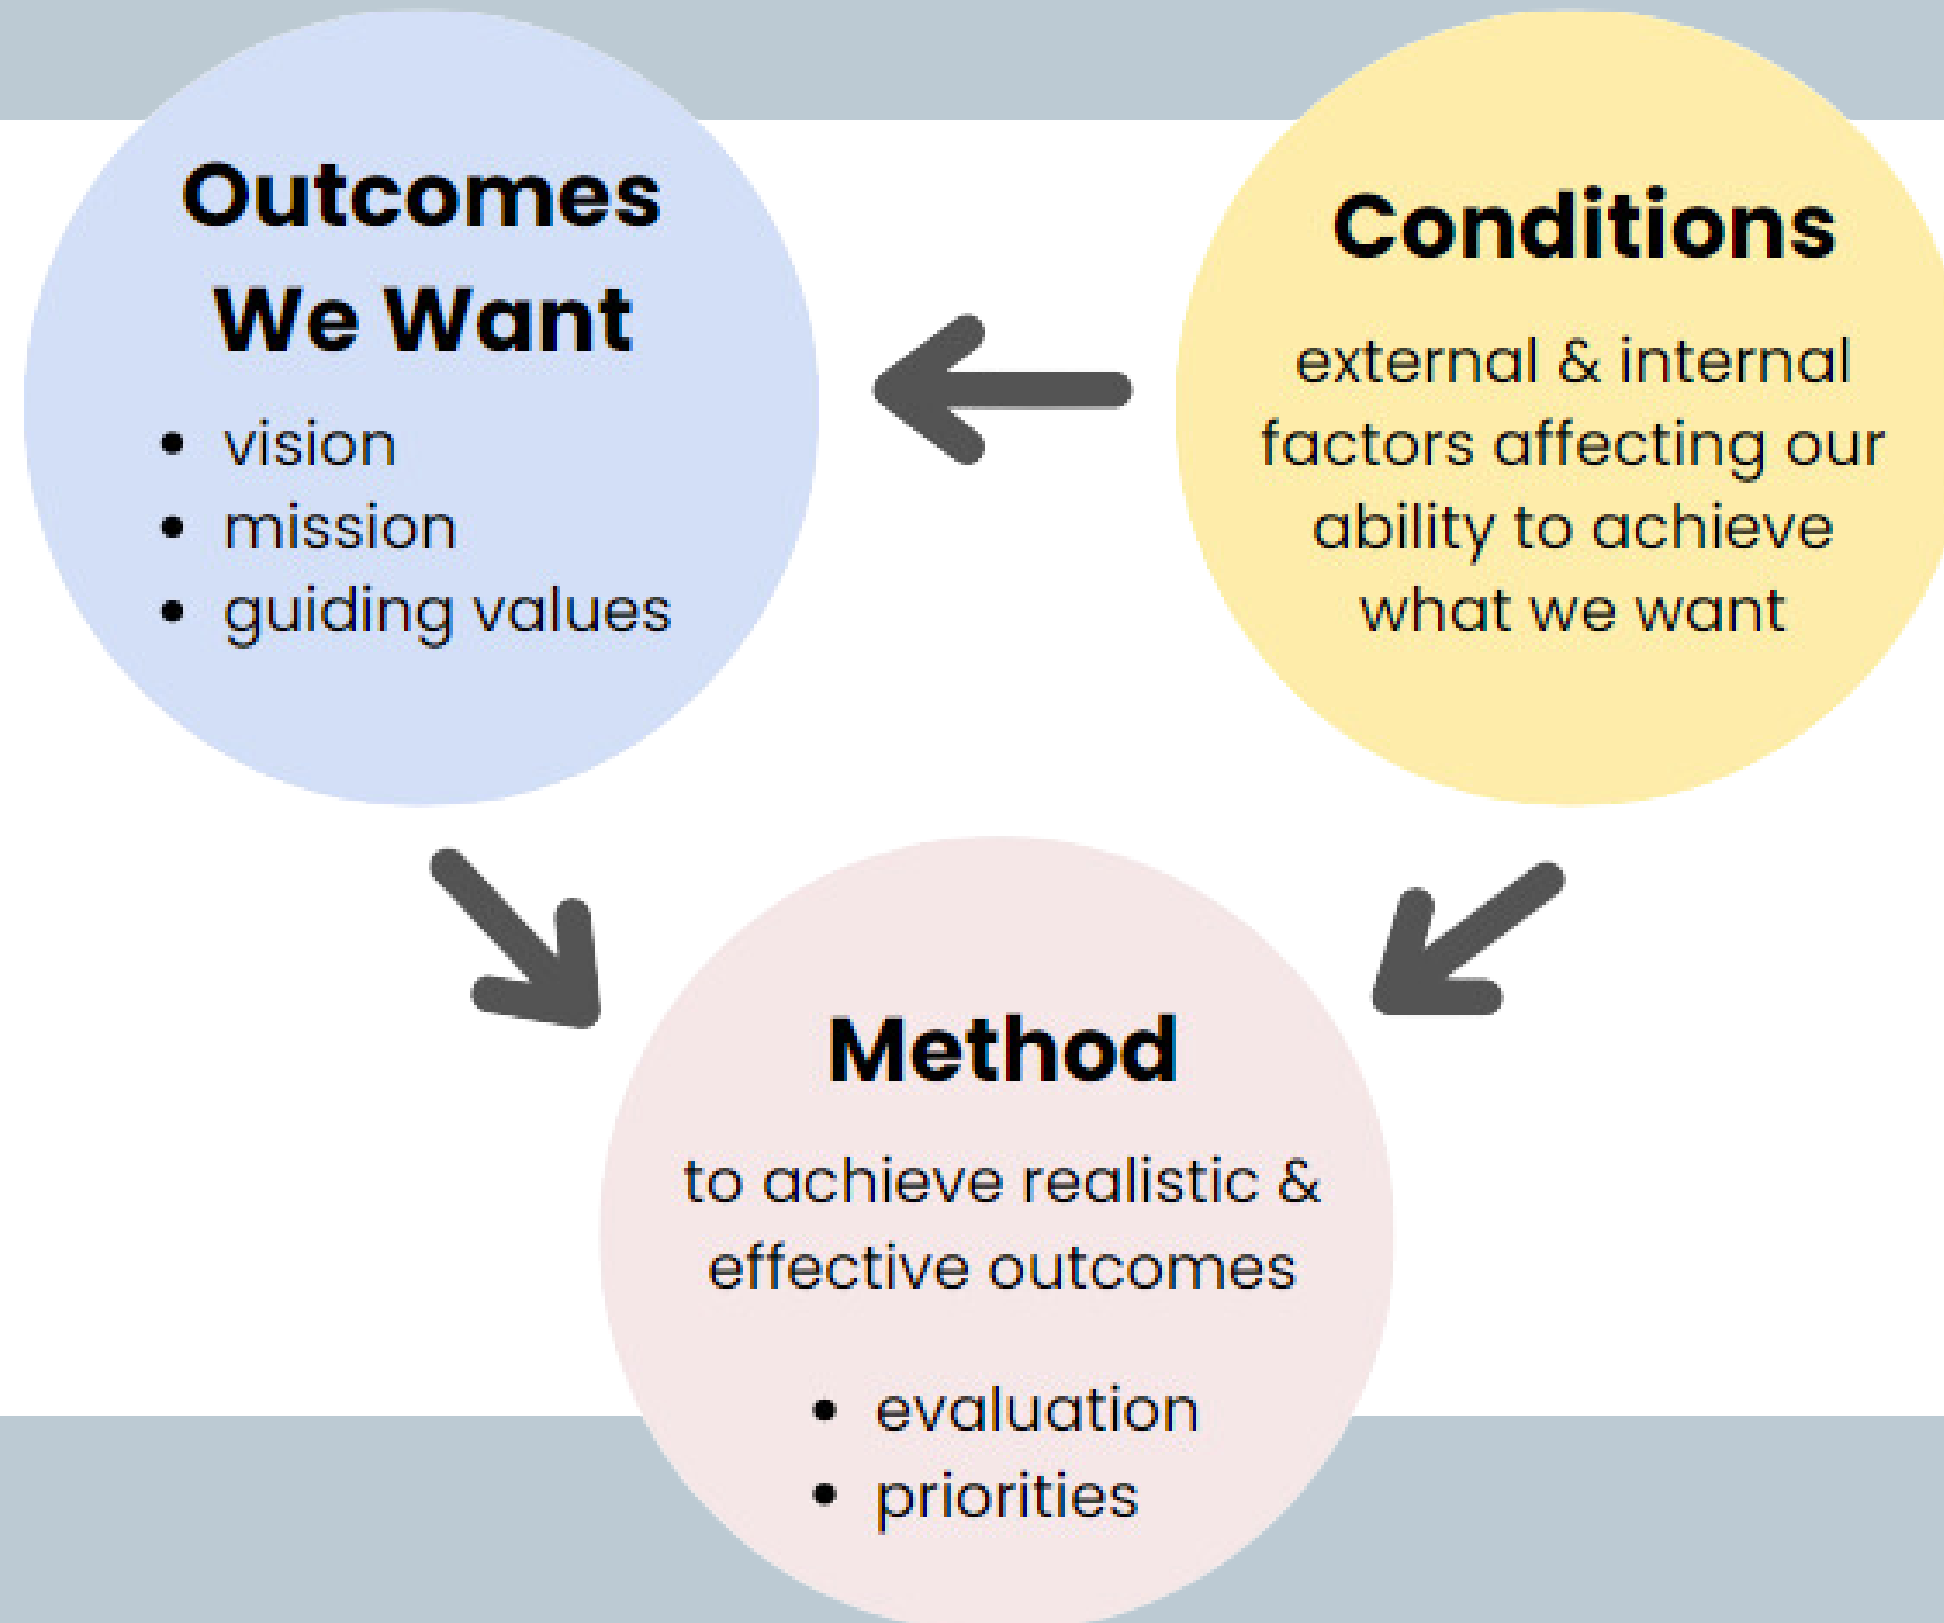 Outcomes
We Want
• vision
• mission
• guiding values
Conditions
external & internal
factors affecting our
ability to achieve
what we want
Method
to achieve realistic &
effective outcomes
• evaluation
• priorities